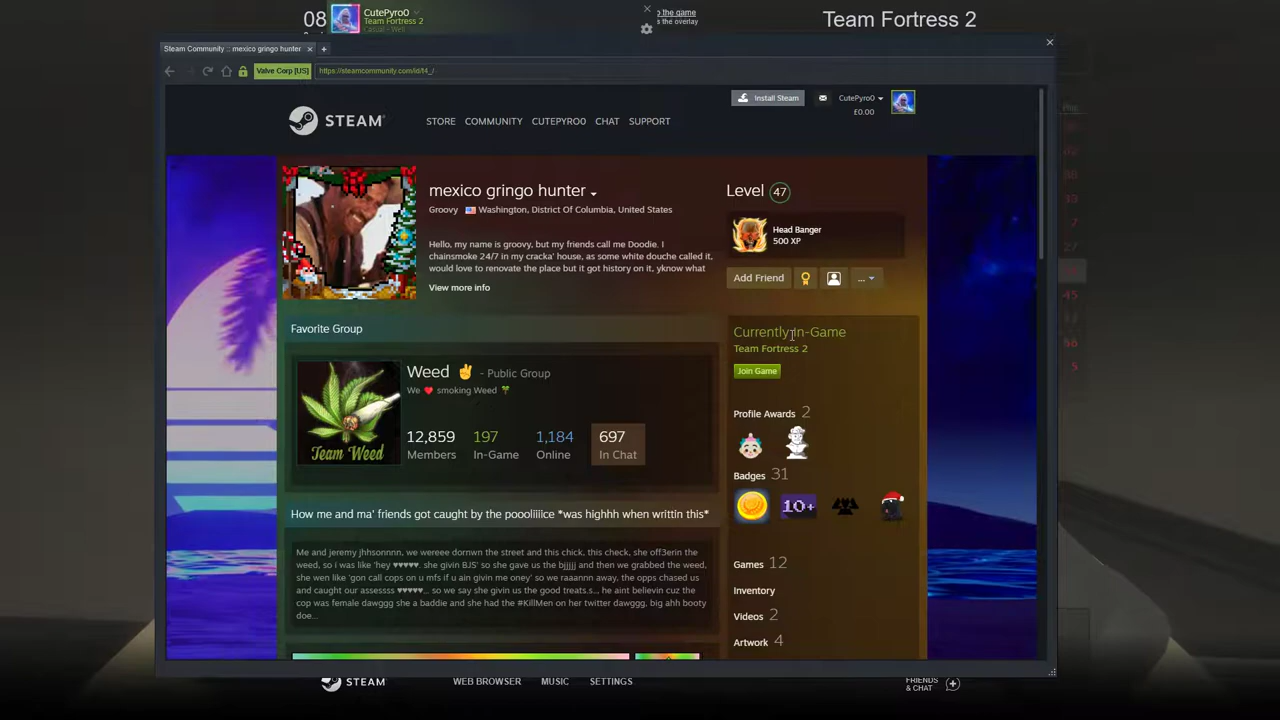 08
CutePyro0
Team Fortress 2
Casual - Well
o the game
s the overlay
Team Fortress 2
Steam Community :: mexico gringo hunter
Valve Corp [US]
https://steamcommunity.com/id/t4_/
Install Steam
CutePyro0
£0.00
STEAM
STORE
COMMUNITY
CUTEPYRO0
CHAT
SUPPORT
mexico gringo hunter
Groovy
Washington, District Of Columbia, United States
Hello, my name is groovy, but my friends call me Doodie. I
chainsmoke 24/7 in my cracka' house, as some white douche called it,
would love to renovate the place but it got history on it, yknow what
View more info
Level 47
Head Banger
500 XP
Add Friend
...
Favorite Group
Weed ✌ - Public Group
We ❤ smoking Weed 🌱
Team Weed
12,859
Members
197
In-Game
1,184
Online
697
In Chat
Currently In-Game
Team Fortress 2
Join Game
Profile Awards 2
Badges 31
10+
Games 12
Inventory
Videos 2
Artwork 4
How me and ma' friends got caught by the poooliiiice *was highhh when writtin this*
Me and jeremy jhhsonnnn, we wereee dornwn the street and this chick, this check, she off3erin the
weed, so i was like 'hey ♥♥♥♥♥. she givin BJS' so she gave us the bjjjjj and then we grabbed the weed,
she wen like 'gon call cops on u mfs if u ain givin me oney' so we raaannn away, the opps chased us
and caught our assessss ♥♥♥♥♥.. so we say she givin us the good treats.s.., he aint believin cuz the
cop was female dawggg she a baddie and she had the #KillMen on her twitter dawggg, big ahh booty
doe...
STEAM
WEB BROWSER
MUSIC
SETTINGS
FRIENDS
& CHAT